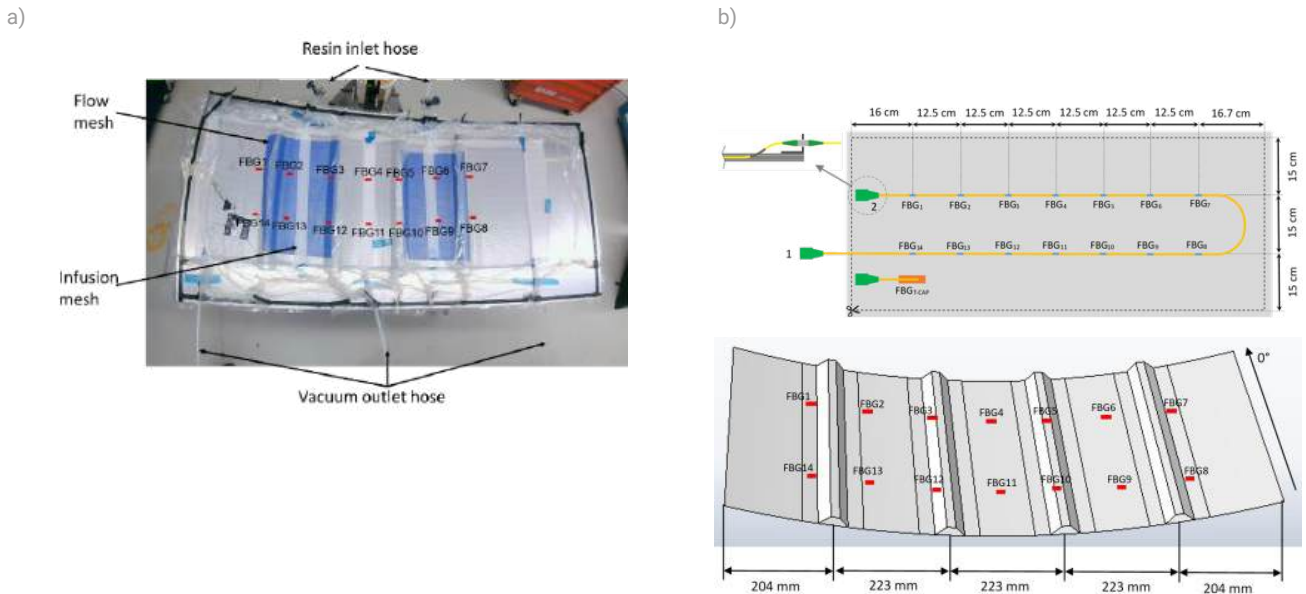 a)
Resin inlet hose
Flow
mesh
FBG1
FBG2
FBG3
FBG4
FBG5
FBG6
FBG7
FBG14
FBG13
FBG12
FBG11
FBG10
FBG9
FBG8
Infusion
mesh
Vacuum outlet hose
b)
16 cm
12.5 cm
12.5 cm
12.5 cm
12.5 cm
12.5 cm
16.7 cm
15 cm
2
FBG1
FBG2
FBG3
FBG4
FBG5
FBG6
FBG7
15 cm
1
FBG14
FBG13
FBG12
FBG11
FBG10
FBG9
FBG8
FBGT-CAP
15 cm
0°
FBG1
FBG2
FBG3
FBG4
FBG5
FBG6
FBG7
FBG14
FBG13
FBG12
FBG11
FBG10
FBG9
FBG8
204 mm
223 mm
223 mm
223 mm
204 mm